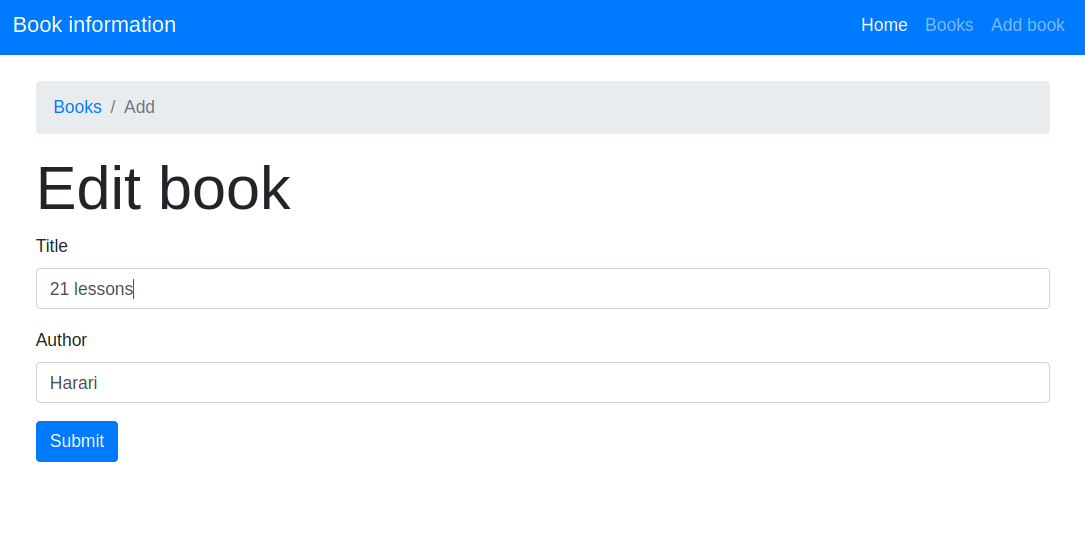 Book information Home Books Add book
Books / Add
Edit book
Title
21 lessons
Author
Harari
Submit